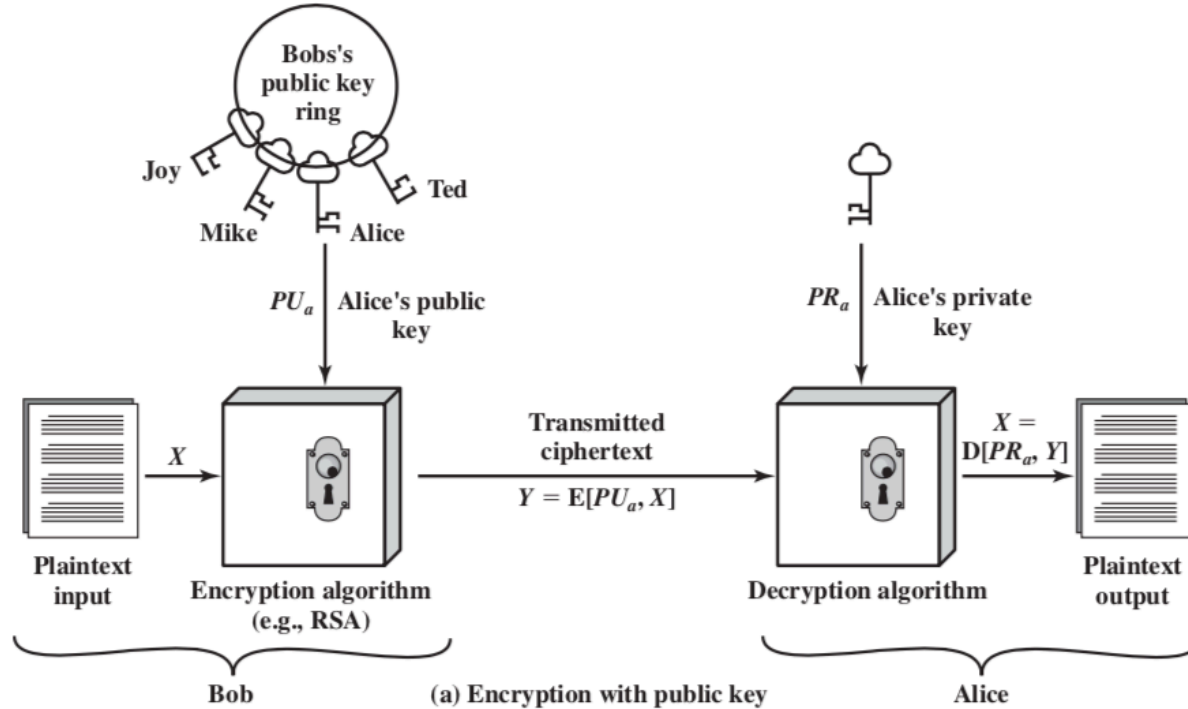 Bobs's
public key
ring
Joy
Ted
Mike
Alice
PUₐ
Alice's public
key
PRₐ
Alice's private
key
X
Transmitted
ciphertext
Y = E[PUₐ, X]
X =
D[PRₐ, Y]
Plaintext
input
Encryption algorithm
(e.g., RSA)
Decryption algorithm
Plaintext
output
Bob
(a) Encryption with public key
Alice